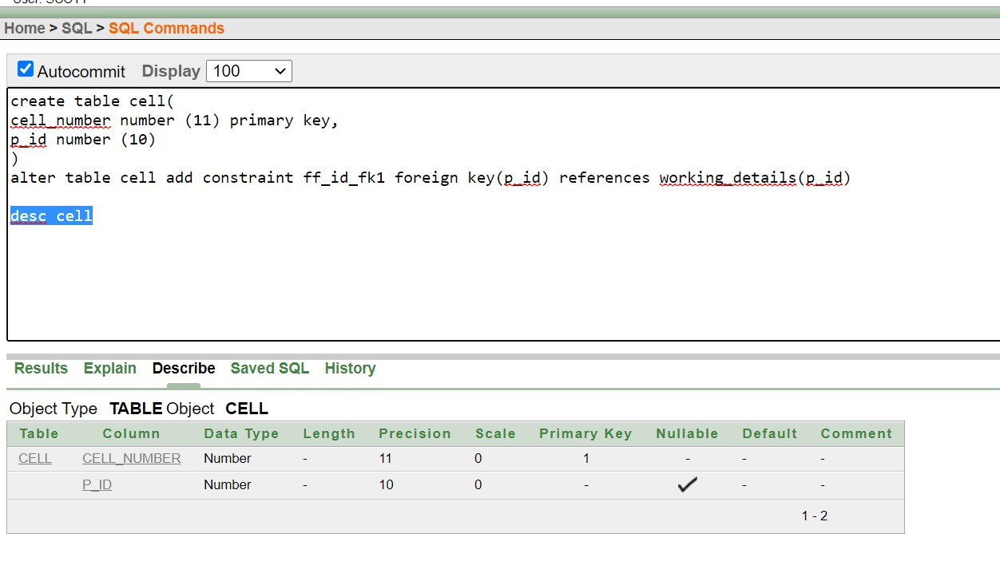 User: SCOTT
Home > SQL > SQL Commands
Autocommit Display 100
create table cell(
cell_number number (11) primary key,
p_id number (10)
)
alter table cell add constraint ff_id_fk1 foreign key(p_id) references working_details(p_id)
desc cell
Results Explain Describe Saved SQL History
Object Type TABLE Object CELL
Table Column Data Type Length Precision Scale Primary Key Nullable Default Comment
CELL CELL_NUMBER Number - 11 0 1 - - -
P_ID Number - 10 0 - - -
1 - 2